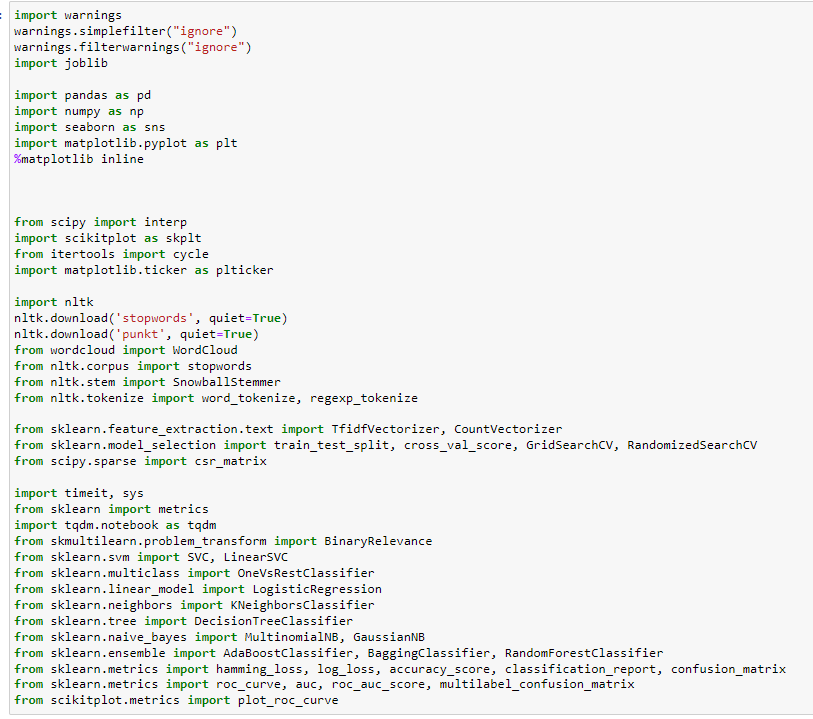 import warnings
warnings.simplefilter("ignore")
warnings.filterwarnings("ignore")
import joblib
import pandas as pd
import numpy as np
import seaborn as sns
import matplotlib.pyplot as plt
%matplotlib inline
from scipy import interp
import scikitplot as skplt
from itertools import cycle
import matplotlib.ticker as plticker
import nltk
nltk.download('stopwords', quiet=True)
nltk.download('punkt', quiet=True)
from wordcloud import WordCloud
from nltk.corpus import stopwords
from nltk.stem import SnowballStemmer
from nltk.tokenize import word_tokenize, regexp_tokenize
from sklearn.feature_extraction.text import TfidfVectorizer, CountVectorizer
from sklearn.model_selection import train_test_split, cross_val_score, GridSearchCV, RandomizedSearchCV
from scipy.sparse import csr_matrix
import timeit, sys
from sklearn import metrics
import tqdm.notebook as tqdm
from skmultilearn.problem_transform import BinaryRelevance
from sklearn.svm import SVC, LinearSVC
from sklearn.multiclass import OneVsRestClassifier
from sklearn.linear_model import LogisticRegression
from sklearn.neighbors import KNeighborsClassifier
from sklearn.tree import DecisionTreeClassifier
from sklearn.naive_bayes import MultinomialNB, GaussianNB
from sklearn.ensemble import AdaBoostClassifier, BaggingClassifier, RandomForestClassifier
from sklearn.metrics import hamming_loss, log_loss, accuracy_score, classification_report, confusion_matrix
from sklearn.metrics import roc_curve, auc, roc_auc_score, multilabel_confusion_matrix
from scikitplot.metrics import plot_roc_curve